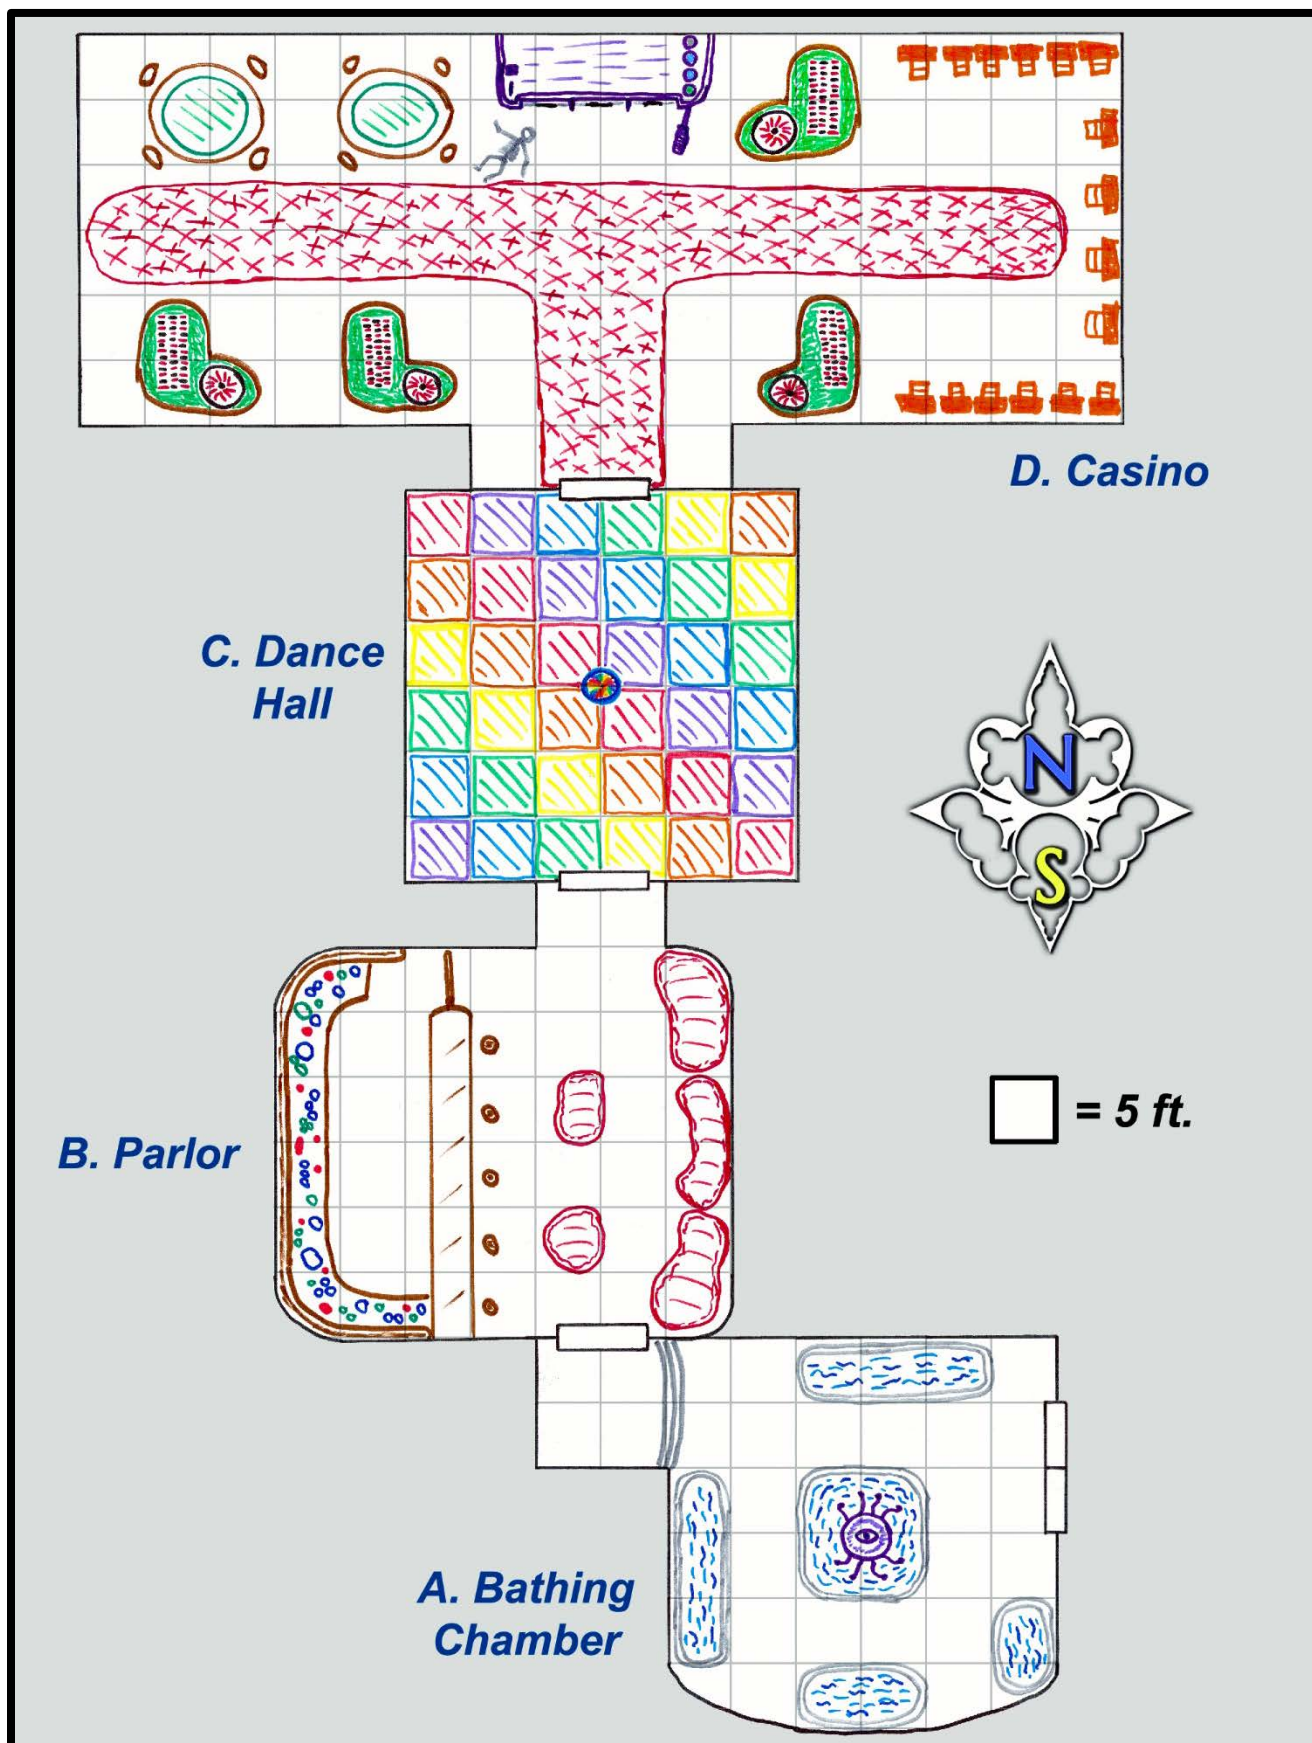 D. Casino
C. Dance
Hall
N
S
= 5 ft.
B. Parlor
A. Bathing
Chamber